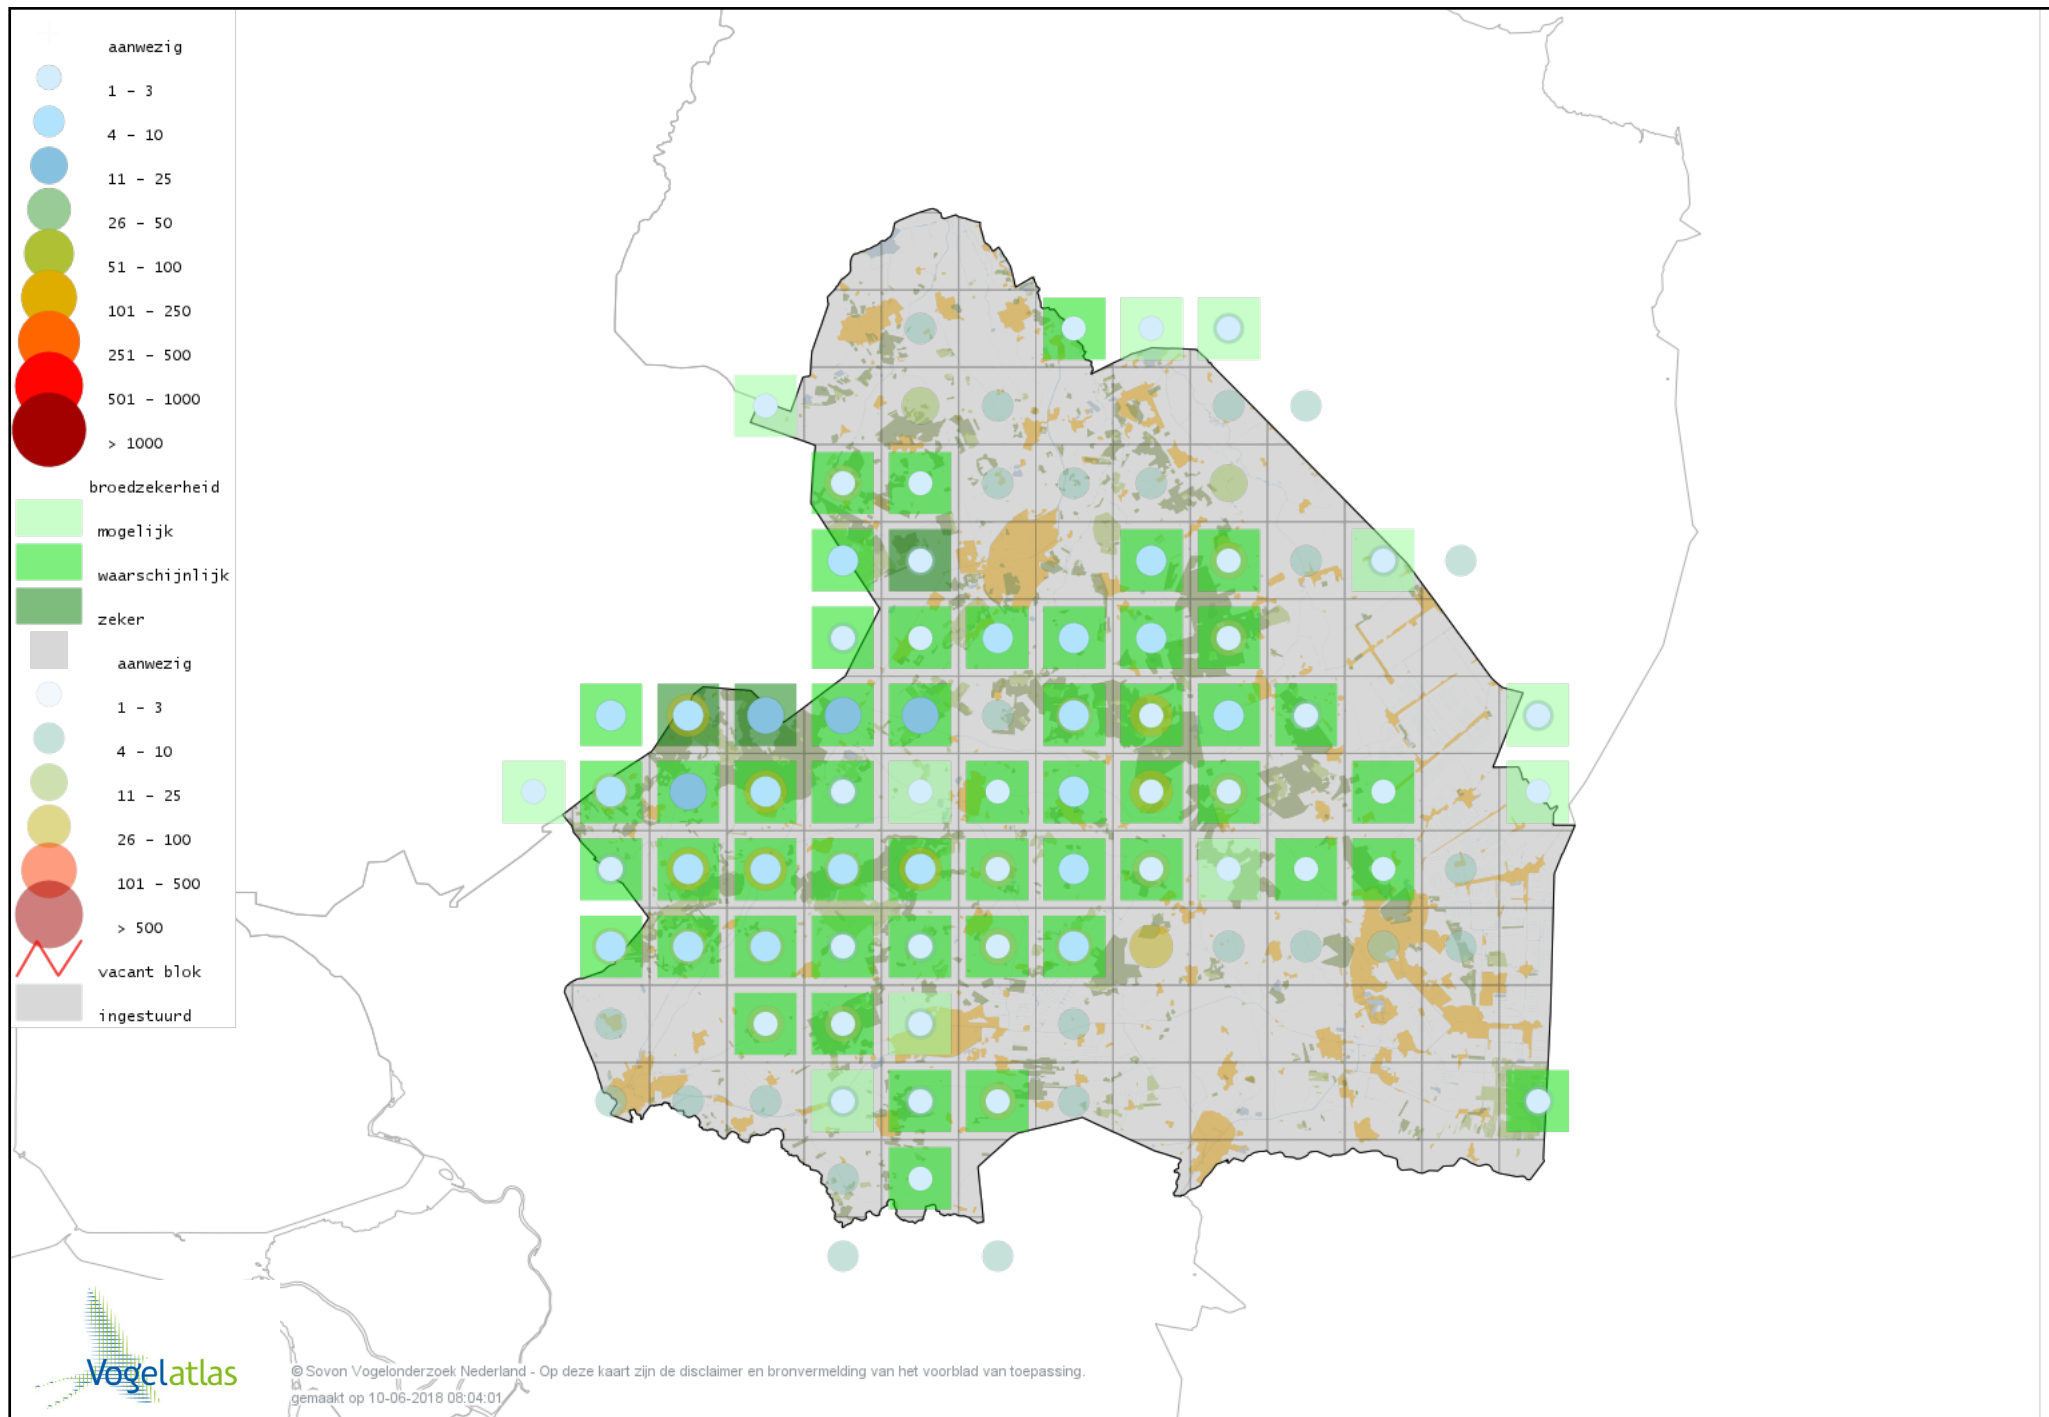 aanwezig
1 - 3
4 - 10
11 - 25
26 - 50
51 - 100
101 - 250
251 - 500
501 - 1000
> 1000
broedzekerheid
mogelijk
waarschijnlijk
zeker
aanwezig
1 - 3
4 - 10
11 - 25
26 - 100
101 - 500
> 500
vacant blok
ingestuurd
Vogelatlas
© Sovon Vogelonderzoek Nederland - Op deze kaart zijn de disclaimer en bronvermelding van het voorblad van toepassing.
gemaakt op 10-06-2018 08:04:01